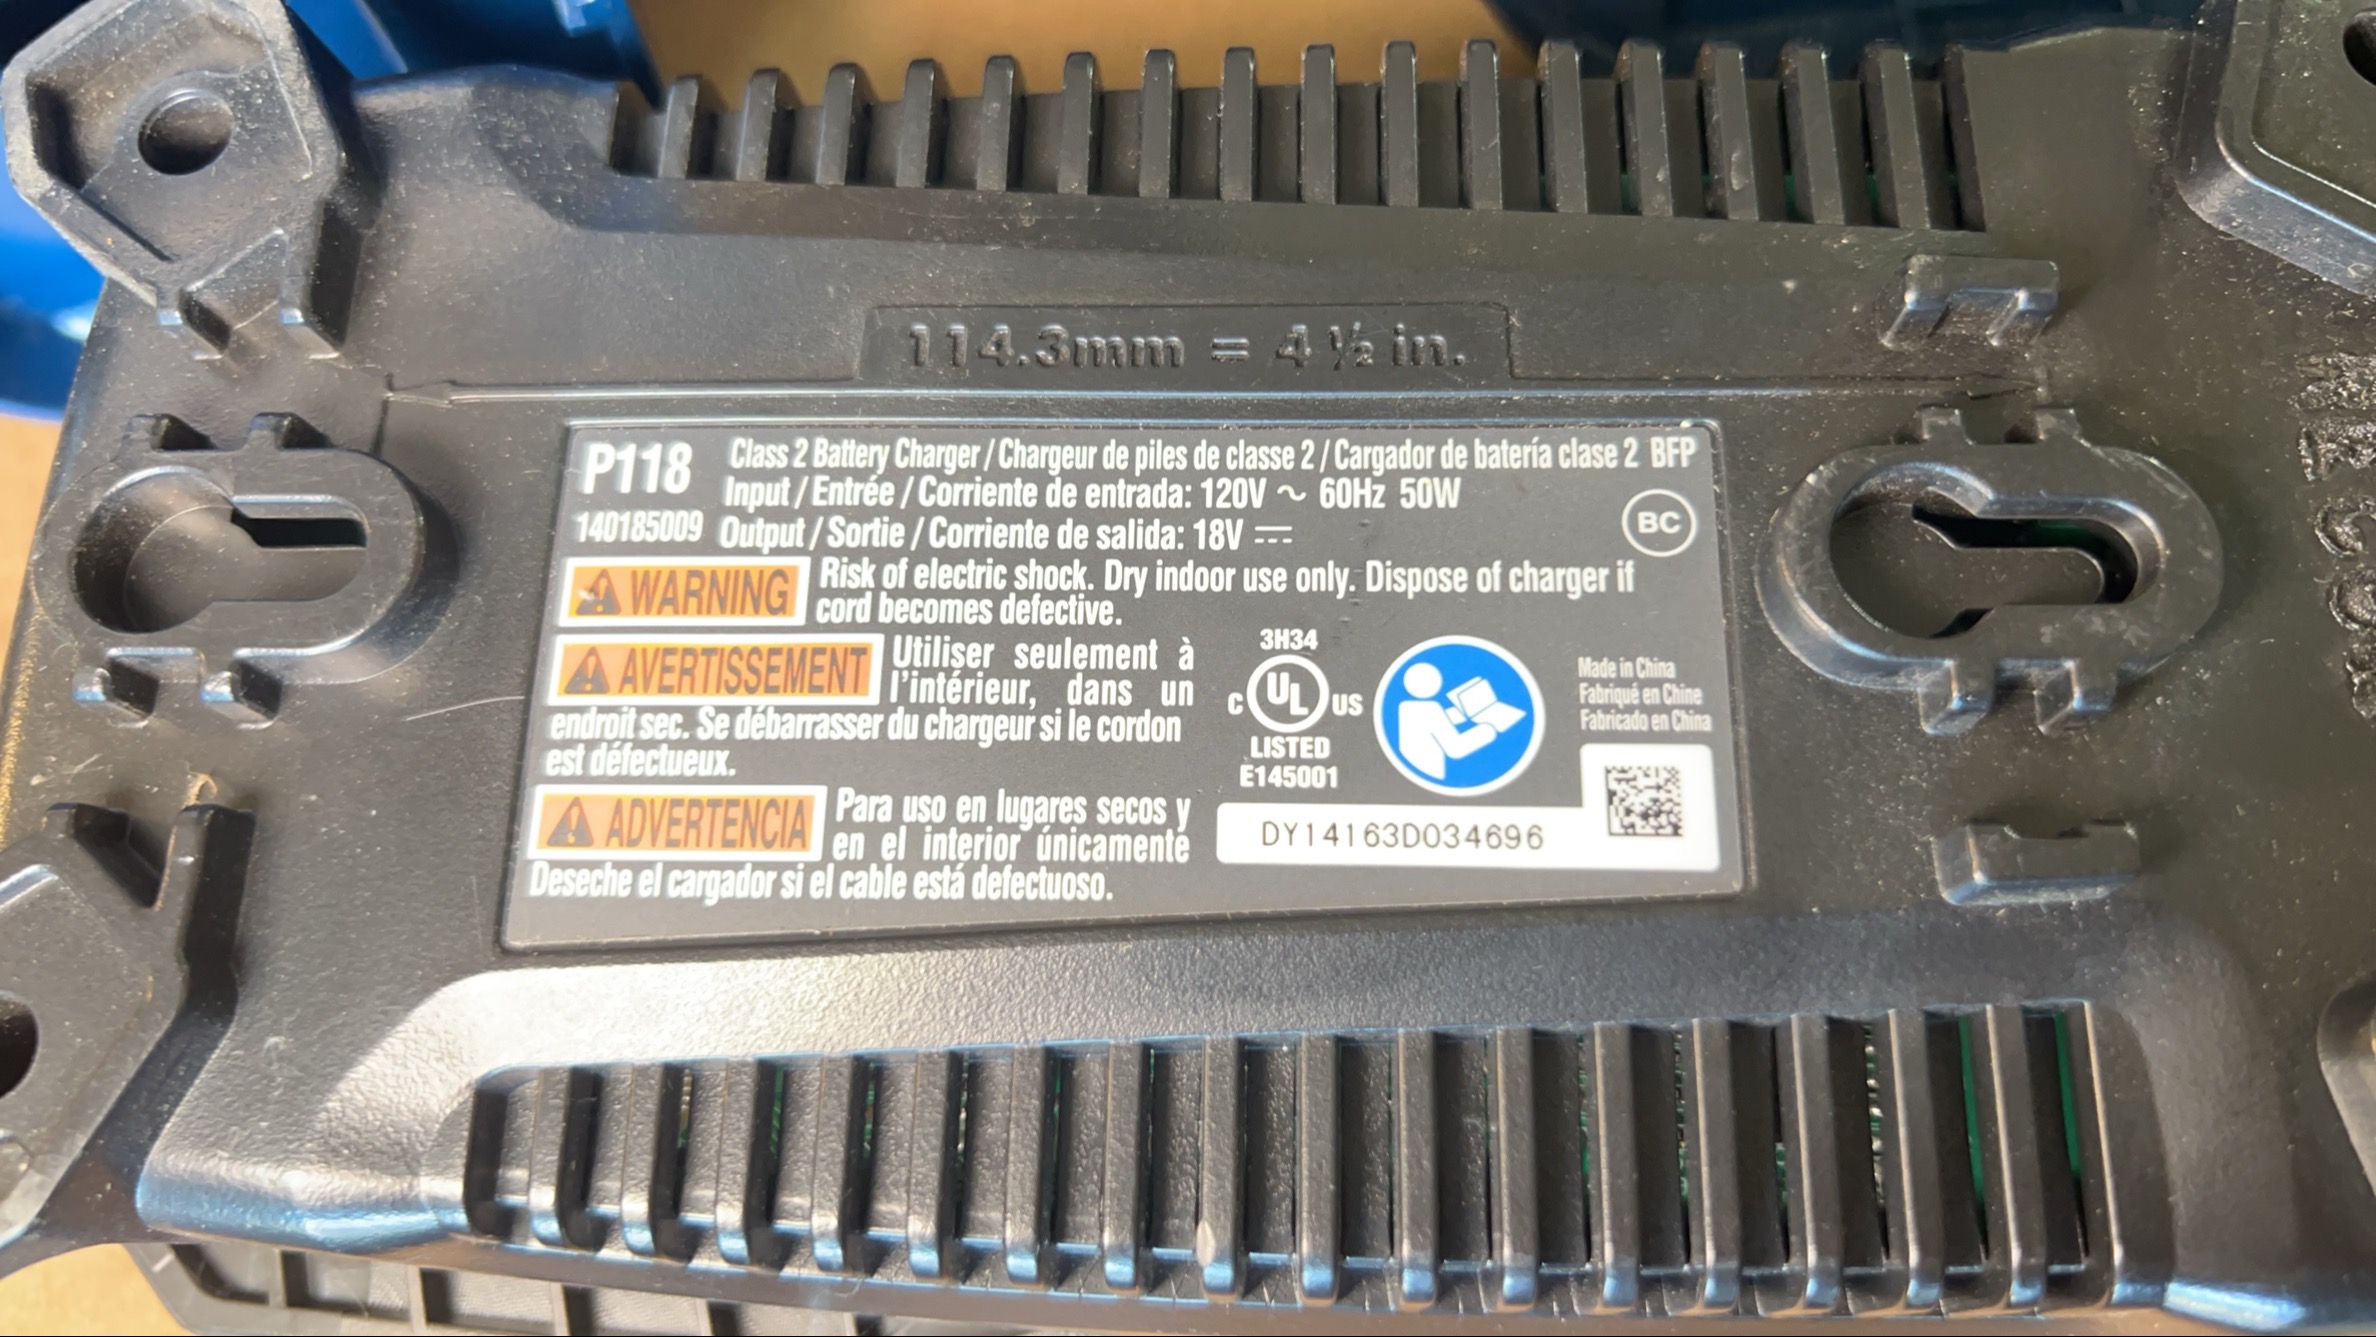 114.3mm = 4 ½ in.
P118
140185009
Class 2 Battery Charger / Chargeur de piles de classe 2 / Cargador de batería clase 2 BFP
Input / Entrée / Corriente de entrada: 120V ~ 60Hz 50W
Output / Sortie / Corriente de salida: 18V ⎓
BC
WARNING Risk of electric shock. Dry indoor use only. Dispose of charger if
cord becomes defective.
AVERTISSEMENT Utiliser seulement à
l'intérieur, dans un
endroit sec. Se débarrasser du chargeur si le cordon
est défectueux.
ADVERTENCIA Para uso en lugares secos y
en el interior únicamente
Deseche el cargador si el cable está defectuoso.
3H34
C UL US
LISTED
E145001
Made in China
Fabriqué en Chine
Fabricado en China
DY14163D034696